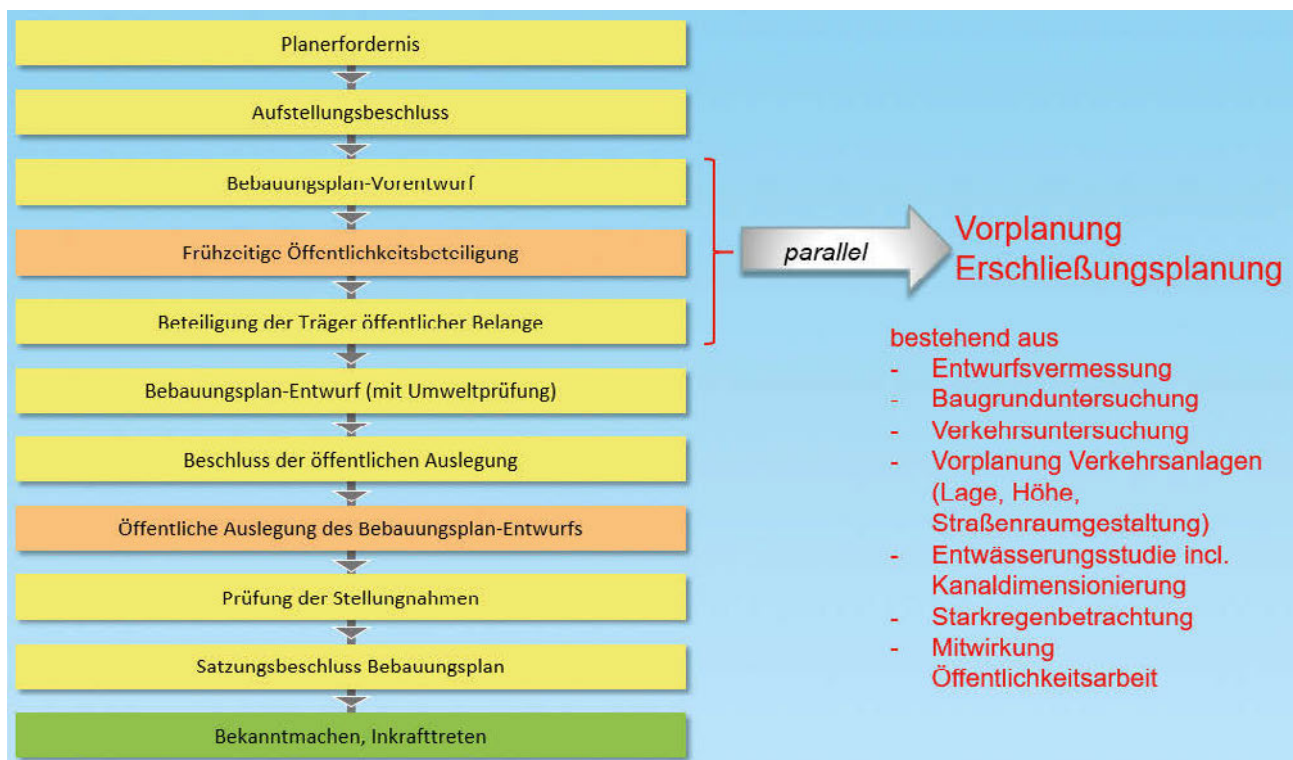 Planerfordernis
Aufstellungsbeschluss
Bebauungsplan-Vorentwurf
Frühzeitige Öffentlichkeitsbeteiligung
Beteiligung der Träger öffentlicher Belange
Bebauungsplan-Entwurf (mit Umweltprüfung)
Beschluss der öffentlichen Auslegung
Öffentliche Auslegung des Bebauungsplan-Entwurfs
Prüfung der Stellungnahmen
Satzungsbeschluss Bebauungsplan
Bekanntmachen, Inkrafttreten
parallel
Vorplanung
Erschließungsplanung
bestehend aus
- Entwurfsvermessung
- Baugrunduntersuchung
- Verkehrsuntersuchung
- Vorplanung Verkehrsanlagen
(Lage, Höhe,
Straßenraumgestaltung)
- Entwässerungsstudie incl.
Kanaldimensionierung
- Starkregenbetrachtung
- Mitwirkung
Öffentlichkeitsarbeit